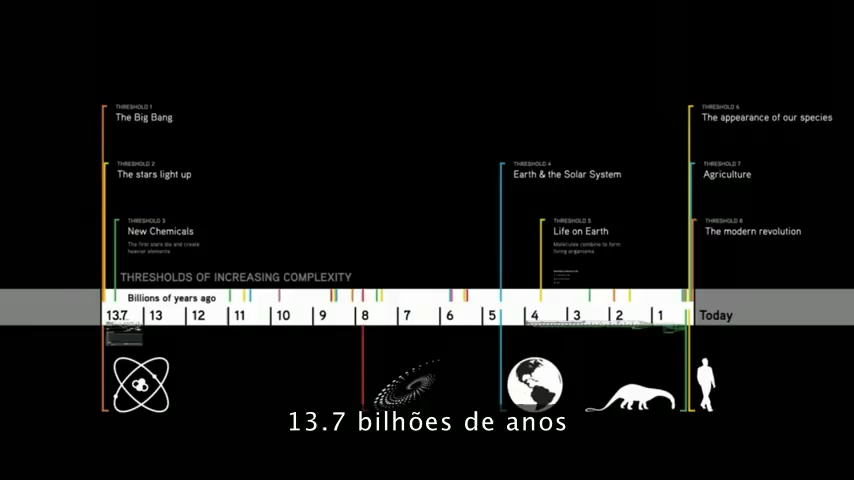 THRESHOLD 1
The Big Bang
THRESHOLD 6
The appearance of our species
THRESHOLD 2
The stars light up
THRESHOLD 4
Earth & the Solar System
THRESHOLD 7
Agriculture
THRESHOLD 3
New Chemicals
The first stars die and create
heavier elements
THRESHOLD 5
Life on Earth
Molecules combine to form
living organisms
THRESHOLD 8
The modern revolution
THRESHOLDS OF INCREASING COMPLEXITY
Billions of years ago
13.7 13 12 11 10 9 8 7 6 5 4 3 2 1 Today
13.7 bilhões de anos